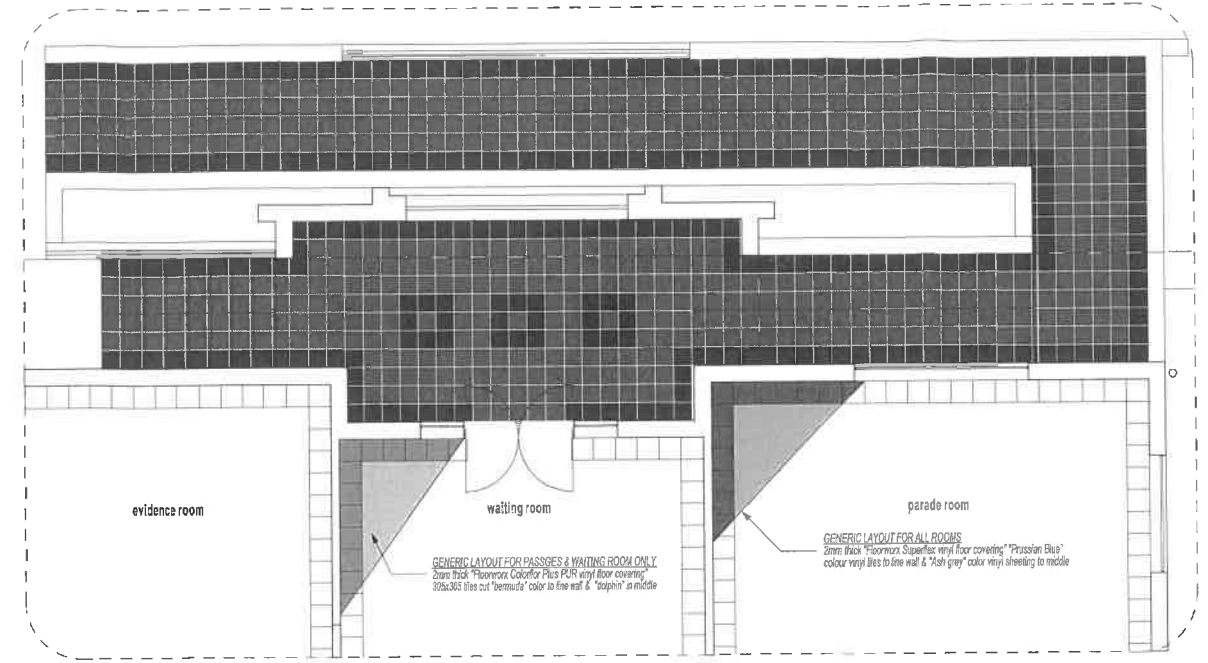 evidence room
waiting room
parade room
GENERIC LAYOUT FOR PASSGES & WAITING ROOM ONLY
2mm thick "Floorworx Colorflor Plus PUR vinyl floor covering"
305x305 tiles cut "bermuda" color to line wall & "dolphin" in middle
GENERIC LAYOUT FOR ALL ROOMS
2mm thick "Floorworx Superflex vinyl floor covering" "Prussian Blue"
colour vinyl tiles to line wall & "Ash grey" color vinyl sheeting to middle